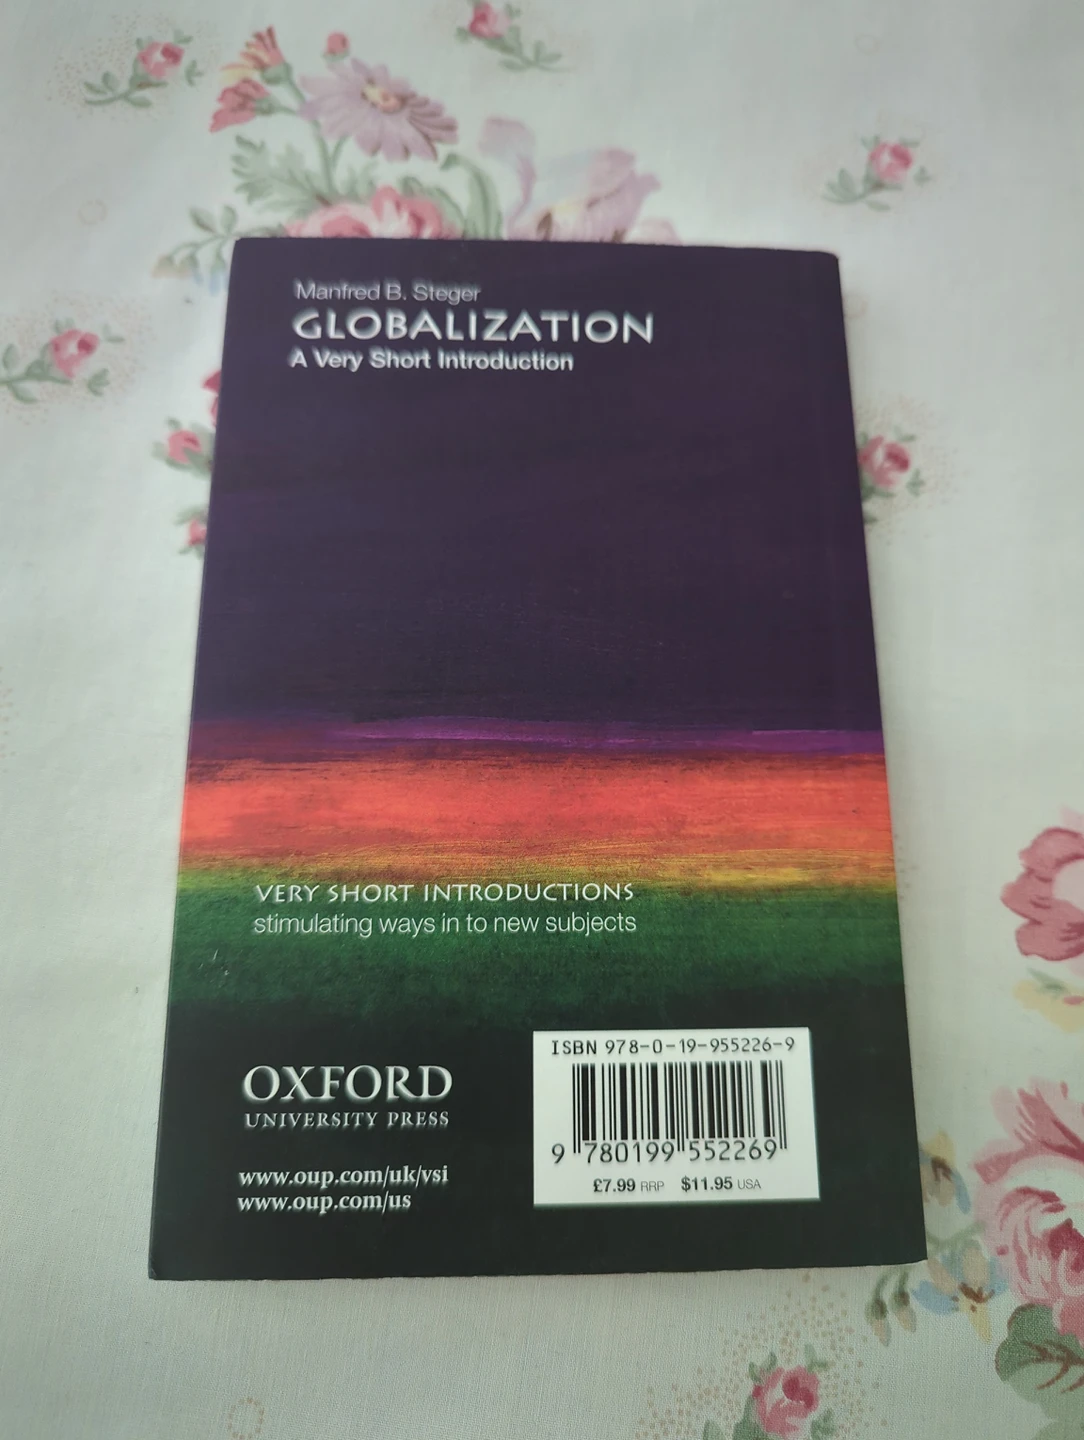 Manfred B. Steger
GLOBALIZATION
A Very Short Introduction
VERY SHORT INTRODUCTIONS
stimulating ways in to new subjects
OXFORD
UNIVERSITY PRESS
www.oup.com/uk/vsi
www.oup.com/us
ISBN 978-0-19-955226-9
9 780199 552269
£7.99 RRP $11.95 USA